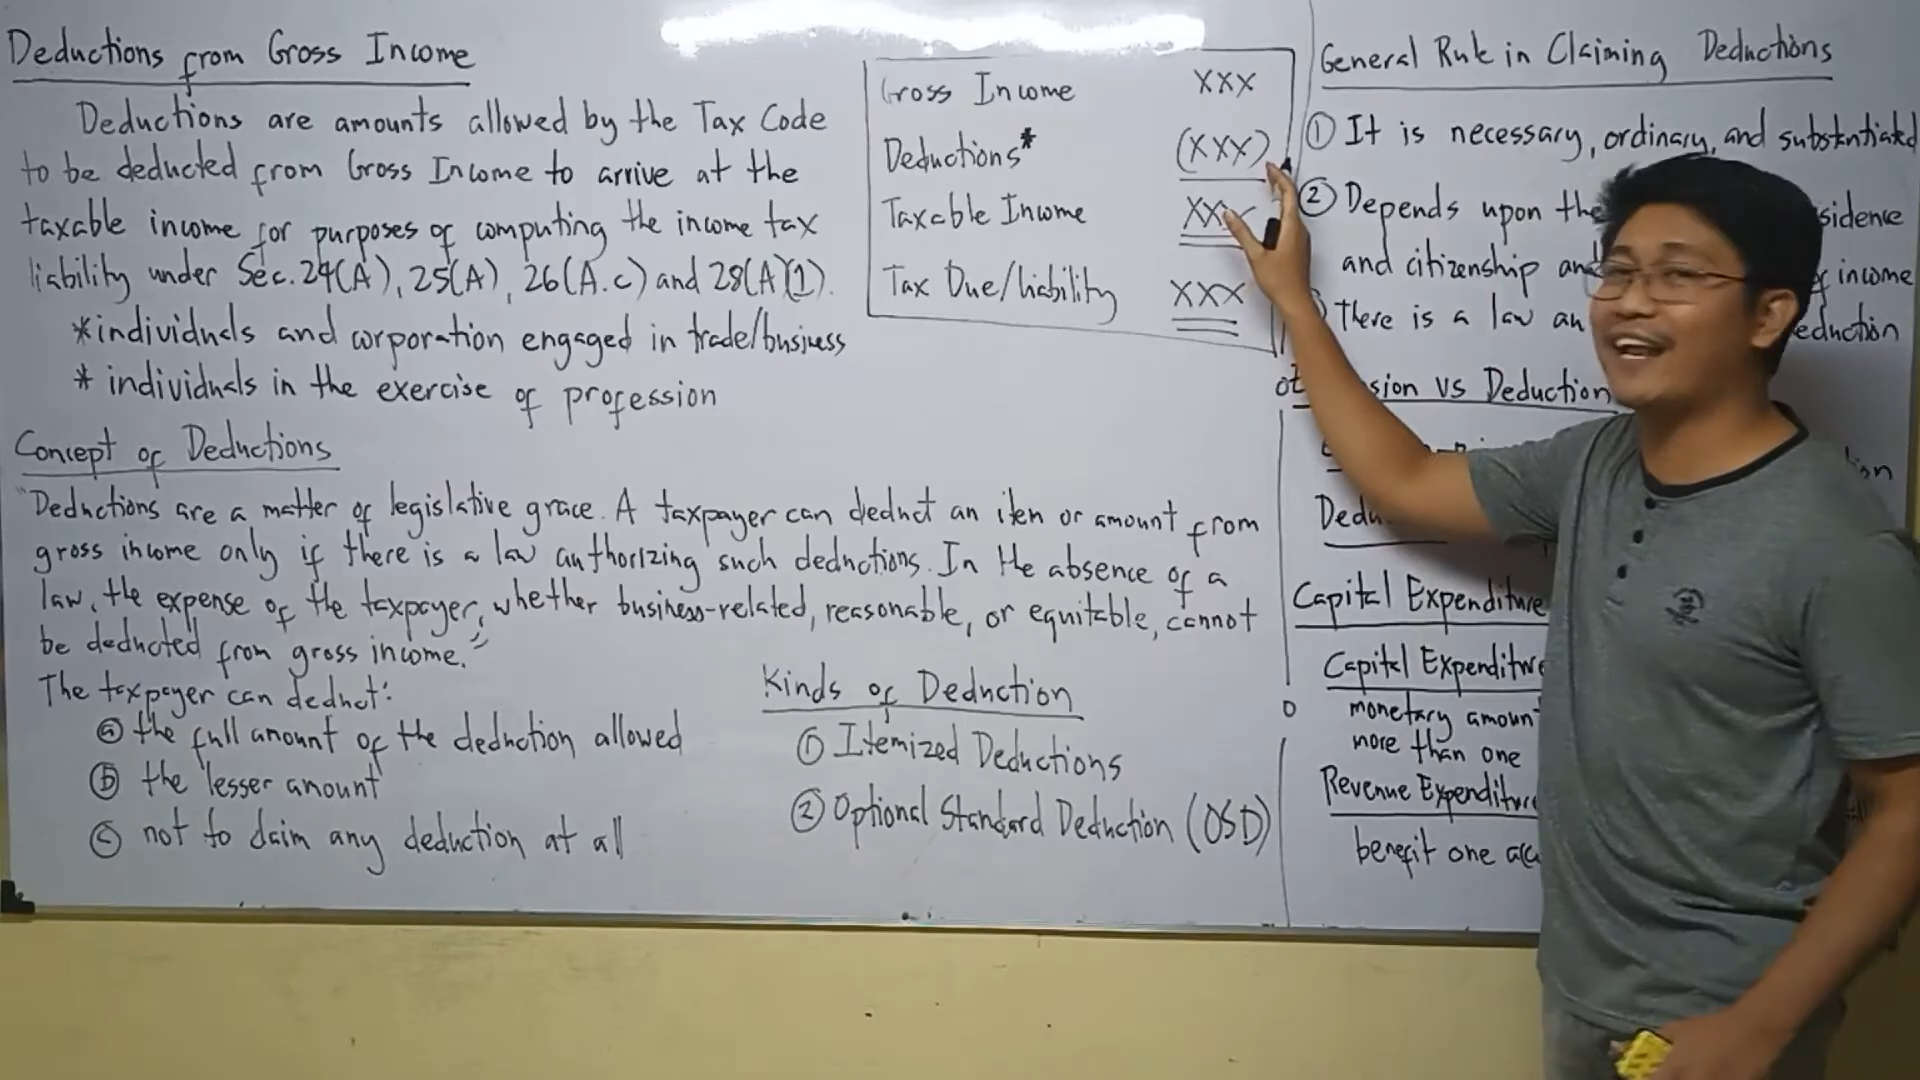 Deductions from Gross Income
Deductions are amounts allowed by the Tax Code
to be deducted from Gross Income to arrive at the
taxable income for purposes of computing the income tax
liability under Sec. 24(A), 25(A), 26(A.C) and 28(A)(1).
*individuals and corporation engaged in trade/business
* individuals in the exercise of profession
Concept of Deductions
"Deductions are a matter of legislative grace. A taxpayer can deduct an item or amount from
gross income only if there is a law authorizing such deductions. In the absence of a
law, the expense of the taxpayer, whether business-related, reasonable, or equitable, cannot
be deducted from gross income."
The taxpayer can deduct:
ⓐ the full amount of the deduction allowed
ⓑ the lesser amount
ⓒ not to claim any deduction at all
Gross Income XXX
Deductions* (XXX)
Taxable Income XXX
Tax Due/liability XXX
Kinds of Deduction
① Itemized Deductions
② Optional Standard Deduction (OSD)
General Rule in Claiming Deductions
① It is necessary, ordinary, and substantiated
② Depends upon the
and citizenship income
There is a law
vs Deduction
Capital Expenditure
Capital Expenditure
monetary
more than one
Revenue Expenditure
benefit one